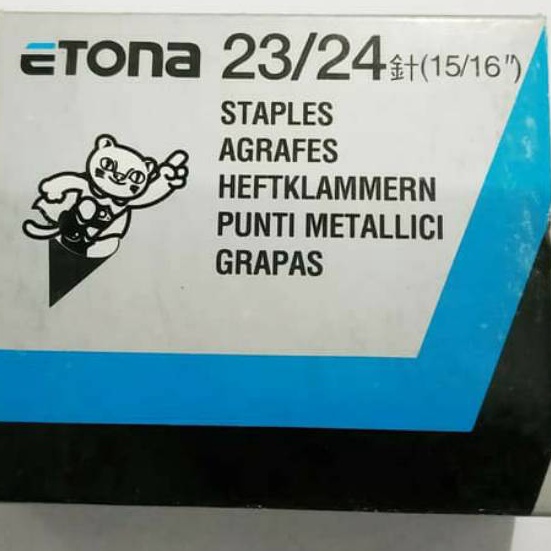 ETONA 23/24針(15/16")
STAPLES
AGRAFES
HEFTKLAMMERN
PUNTI METALLICI
GRAPAS